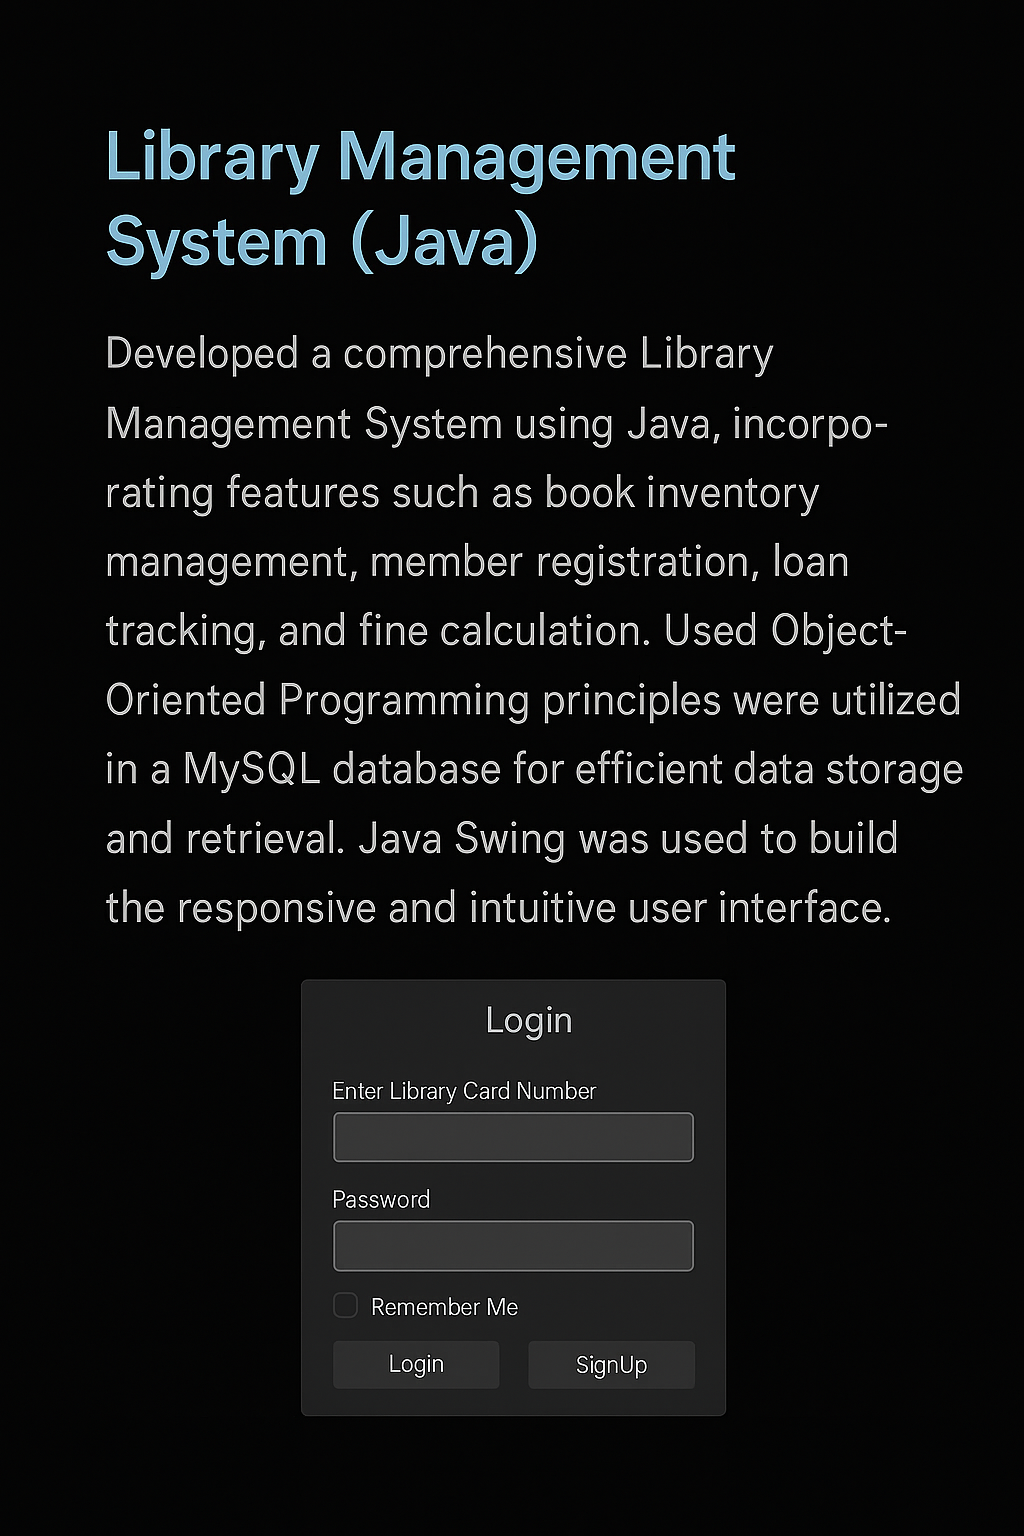 Library Management
System (Java)
Developed a comprehensive Library
Management System using Java, incorpo-
rating features such as book inventory
management, member registration, loan
tracking, and fine calculation. Used Object-
Oriented Programming principles were utilized
in a MySQL database for efficient data storage
and retrieval. Java Swing was used to build
the responsive and intuitive user interface.
Login
Enter Library Card Number
Password
Remember Me
Login
SignUp